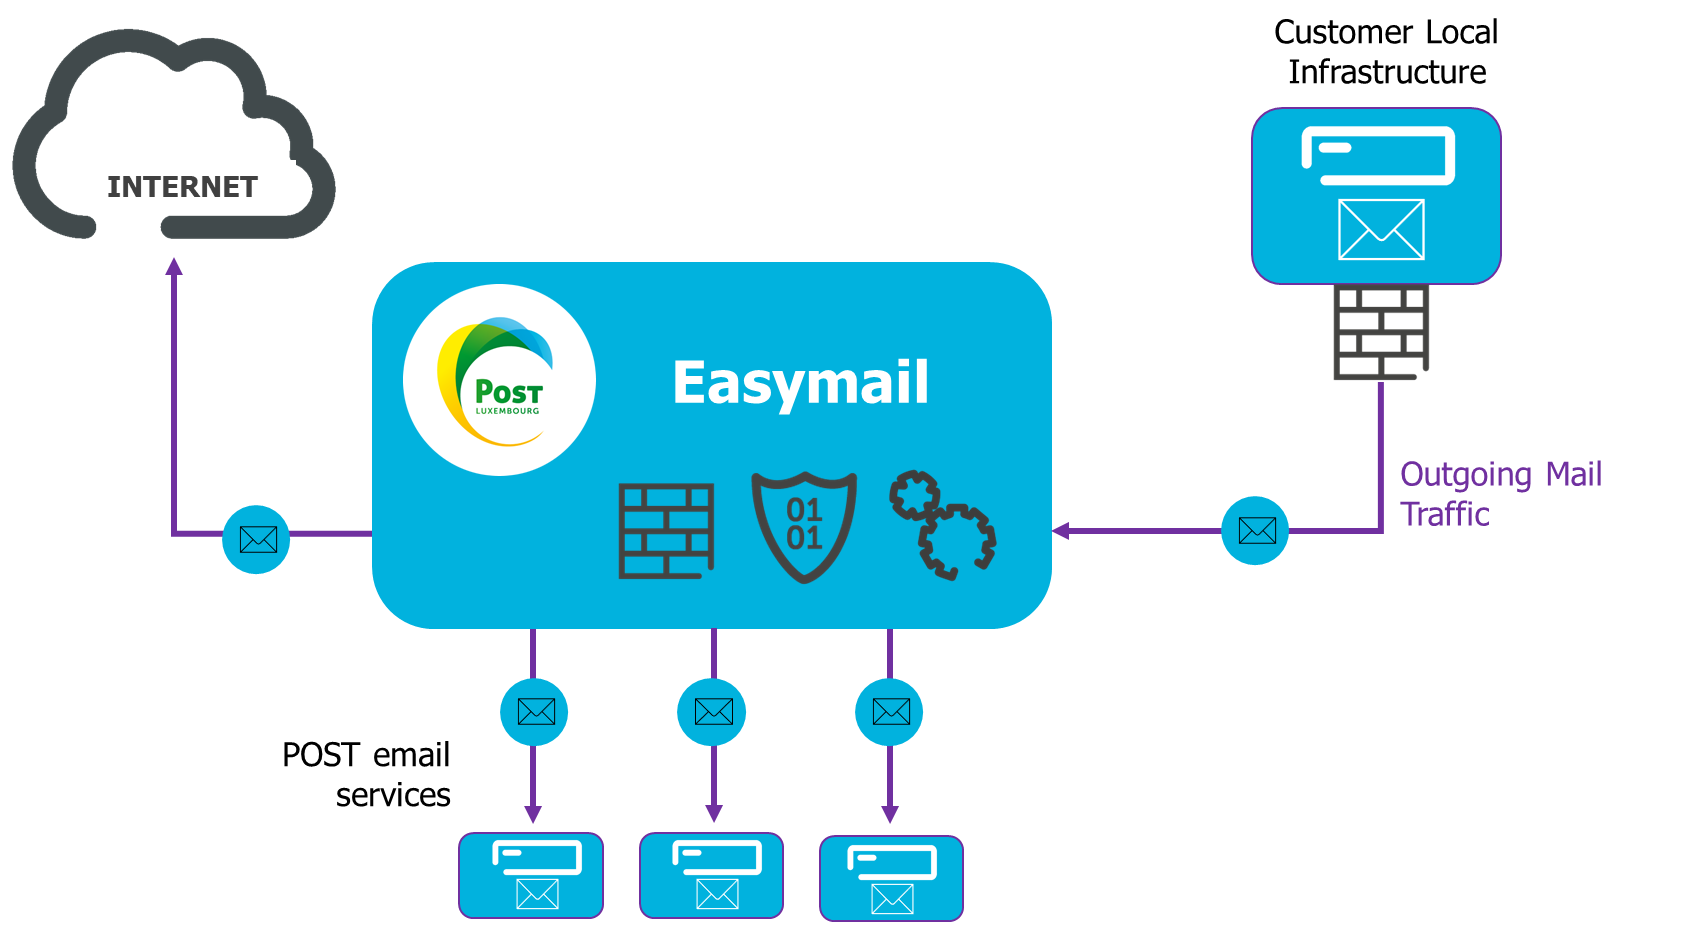 Customer Local
Infrastructure
INTERNET
POST
LUXEMBOURG
Easymail
01
01
Outgoing Mail
Traffic
POST email
services